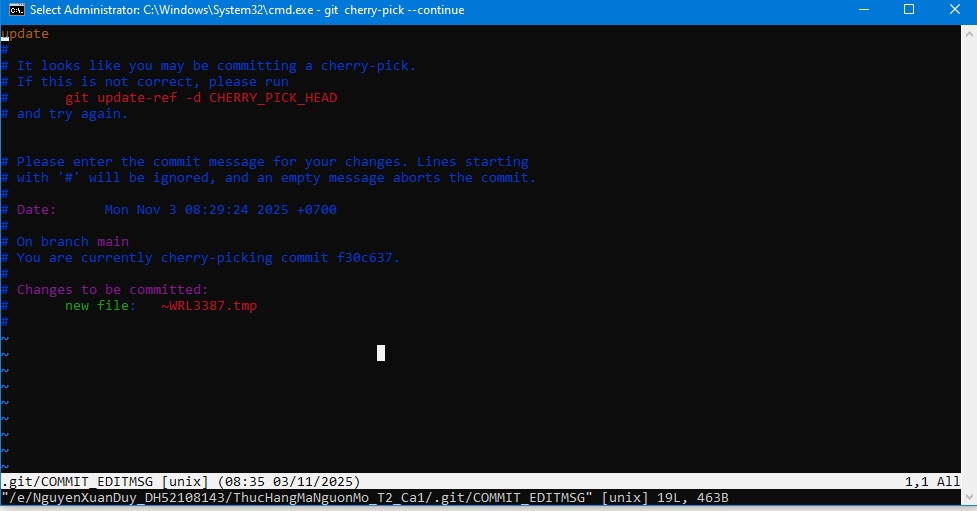 Select Administrator: C:\Windows\System32\cmd.exe - git cherry-pick --continue
update
#
# It looks like you may be committing a cherry-pick.
# If this is not correct, please run
#       git update-ref -d CHERRY_PICK_HEAD
# and try again.
# Please enter the commit message for your changes. Lines starting
# with '#' will be ignored, and an empty message aborts the commit.
#
# Date:      Mon Nov 3 08:29:24 2025 +0700
#
# On branch main
# You are currently cherry-picking commit f30c637.
#
# Changes to be committed:
#       new file:   ~WRL3387.tmp
#
~
~
~
~
~
~
~
~
~
.git/COMMIT_EDITMSG [unix] (08:35 03/11/2025) 1,1 All
"/e/NguyenXuanDuy_DH52108143/ThucHangMaNguonMo_T2_Ca1/.git/COMMIT_EDITMSG" [unix] 19L, 463B